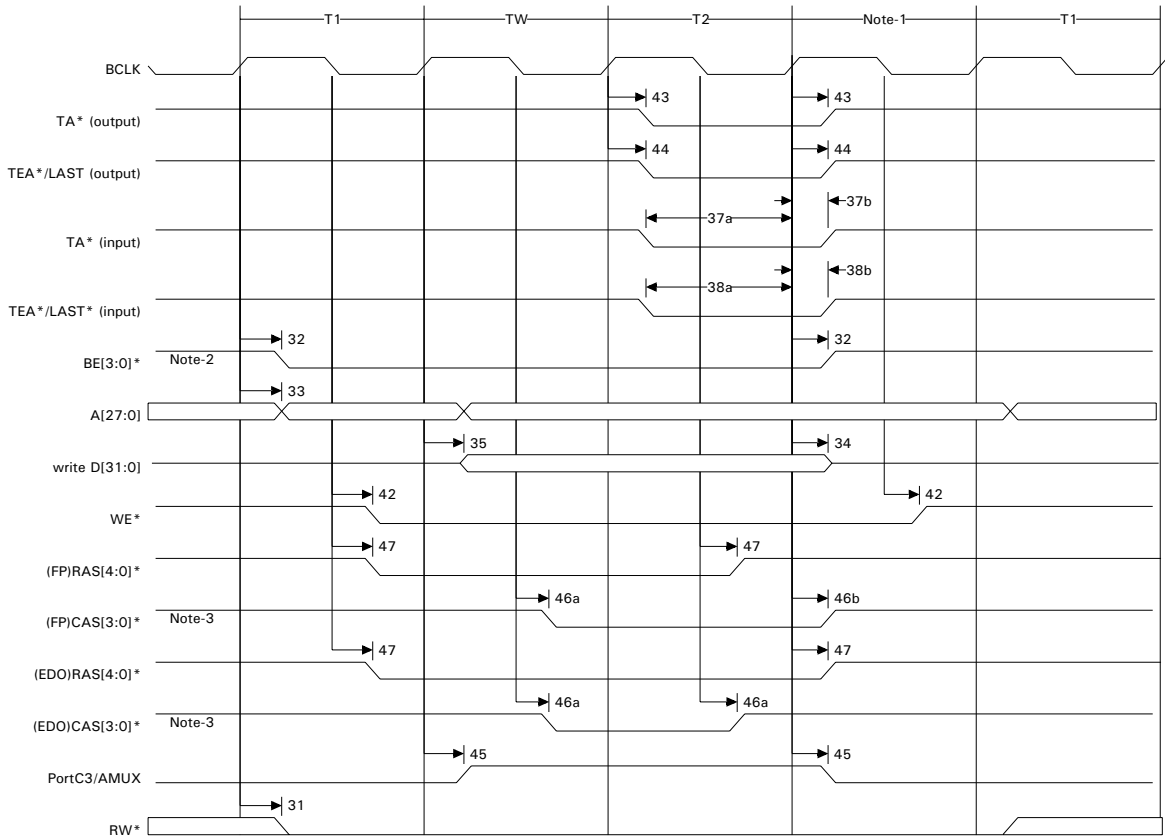 T1 TW T2 Note-1 T1
BCLK
43 43
TA* (output)
44 44
TEA*/LAST (output)
37b
37a
TA* (input)
38b
38a
TEA*/LAST* (input)
32 32
BE[3:0]* Note-2
33
A[27:0]
35 34
write D[31:0]
42 42
WE*
47 47
(FP)RAS[4:0]*
46a 46b
(FP)CAS[3:0]* Note-3
47 47
(EDO)RAS[4:0]*
46a 46a
(EDO)CAS[3:0]* Note-3
45 45
PortC3/AMUX
31
RW*